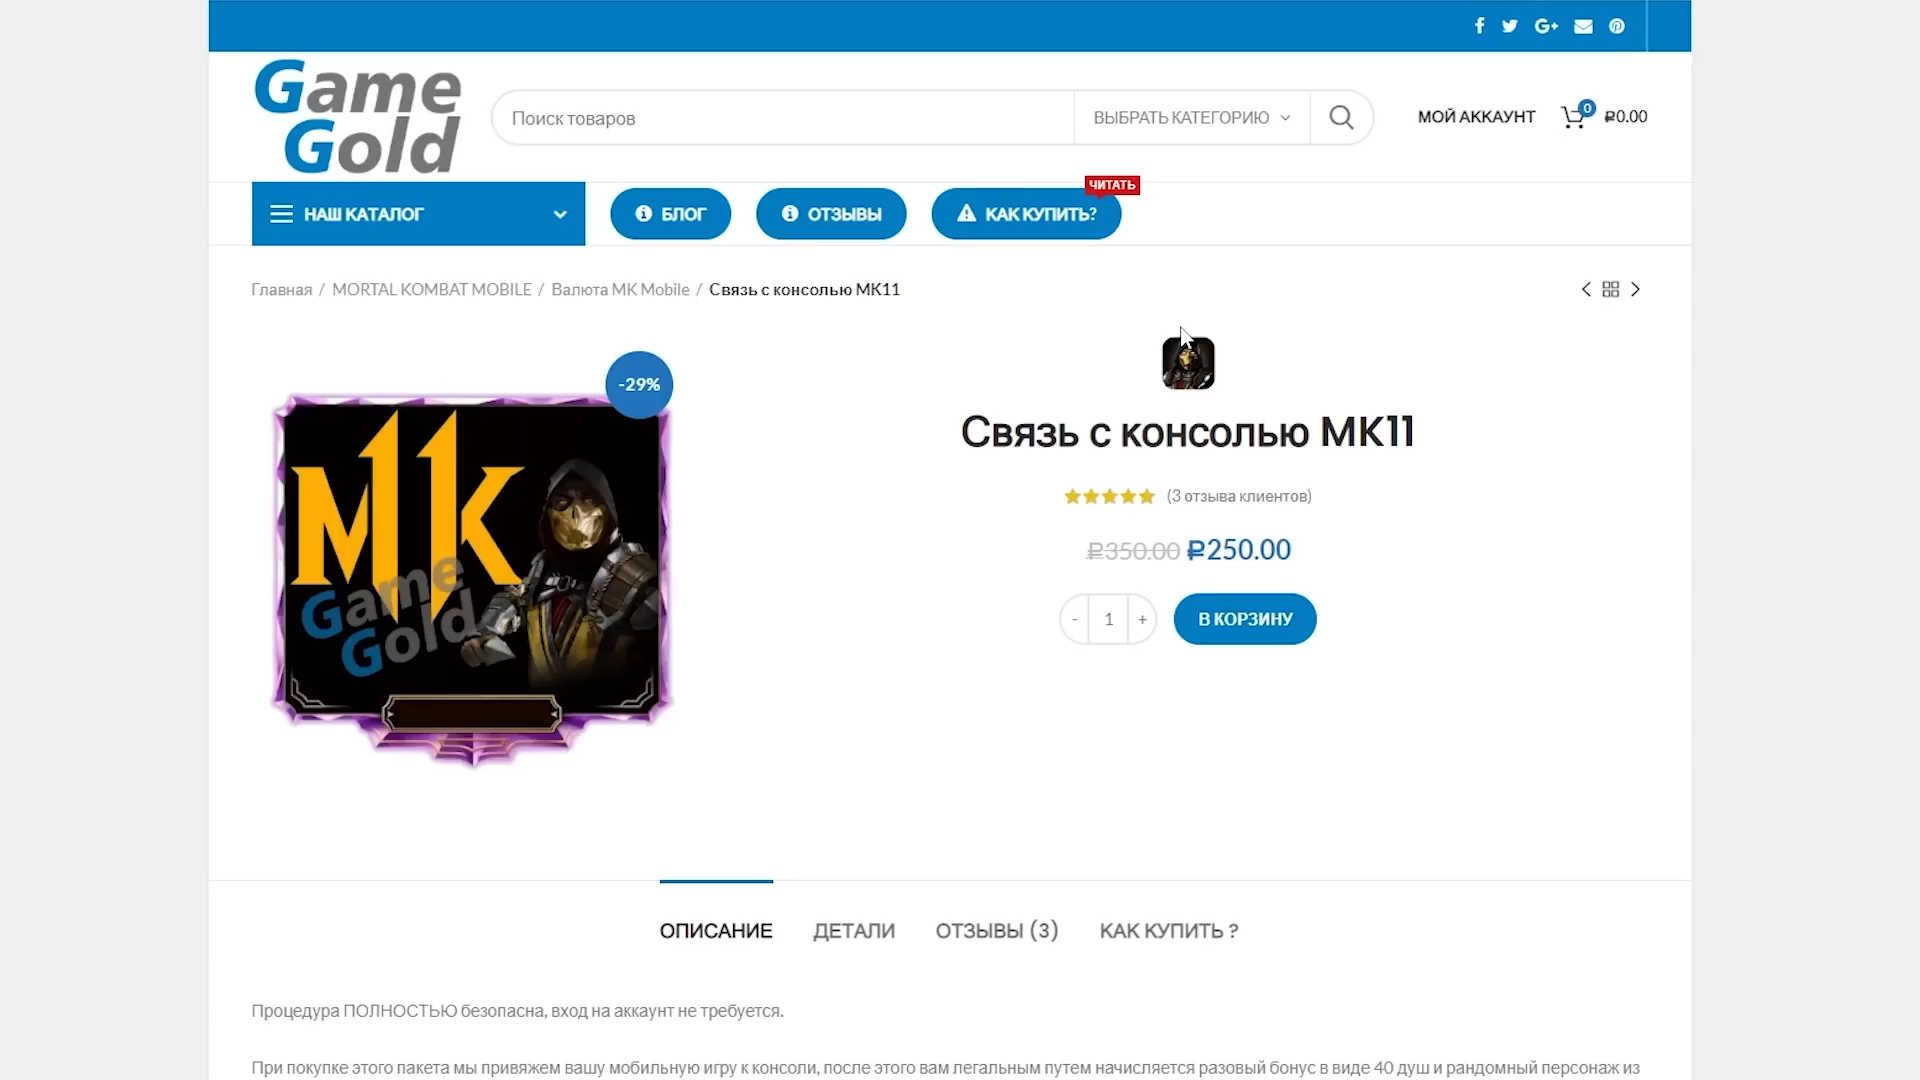 Game
Gold
Поиск товаров
ВЫБРАТЬ КАТЕГОРИЮ
МОЙ АККАУНТ
0
₽0.00
ЧИТАТЬ
НАШ КАТАЛОГ
БЛОГ
ОТЗЫВЫ
КАК КУПИТЬ?
Главная / MORTAL KOMBAT MOBILE / Валюта MK Mobile / Связь с консолью МК11
-29%
MK
Game
Gold
Связь с консолью МК11
(3 отзыва клиентов)
₽350.00 ₽250.00
- 1 +
В КОРЗИНУ
ОПИСАНИЕ
ДЕТАЛИ
ОТЗЫВЫ (3)
КАК КУПИТЬ ?
Процедура ПОЛНОСТЬЮ безопасна, вход на аккаунт не требуется.
При покупке этого пакета мы привяжем вашу мобильную игру к консоли, после этого вам легальным путем начисляется разовый бонус в виде 40 душ и рандомный персонаж из